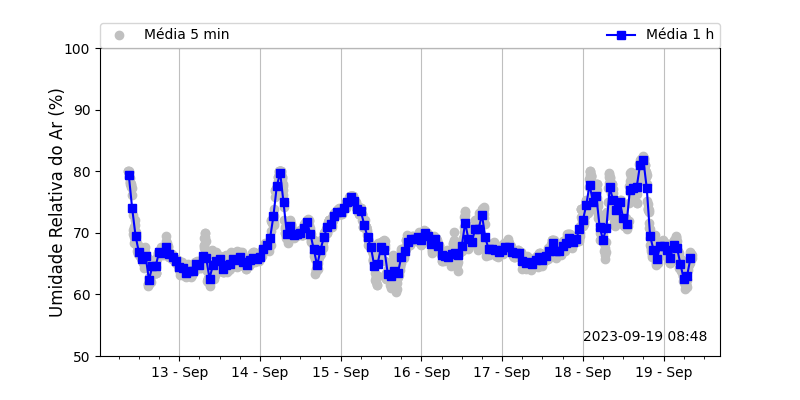 Média 5 min
Média 1 h
Umidade Relativa do Ar (%)
100
90
80
70
60
50
2023-09-19 08:48
13 - Sep
14 - Sep
15 - Sep
16 - Sep
17 - Sep
18 - Sep
19 - Sep